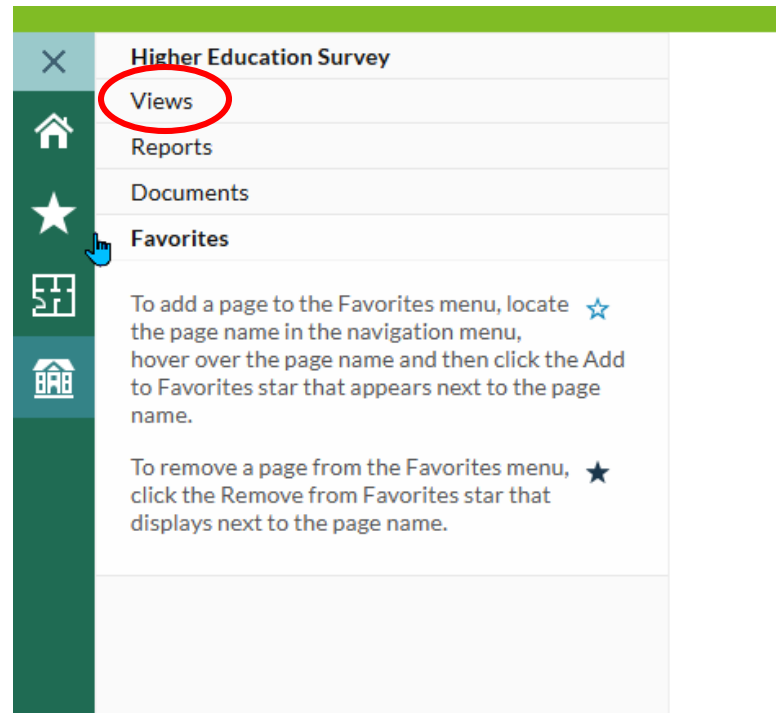 Higher Education Survey
Views
Reports
Documents
Favorites
To add a page to the Favorites menu, locate
the page name in the navigation menu,
hover over the page name and then click the Add
to Favorites star that appears next to the page
name.
To remove a page from the Favorites menu,
click the Remove from Favorites star that
displays next to the page name.